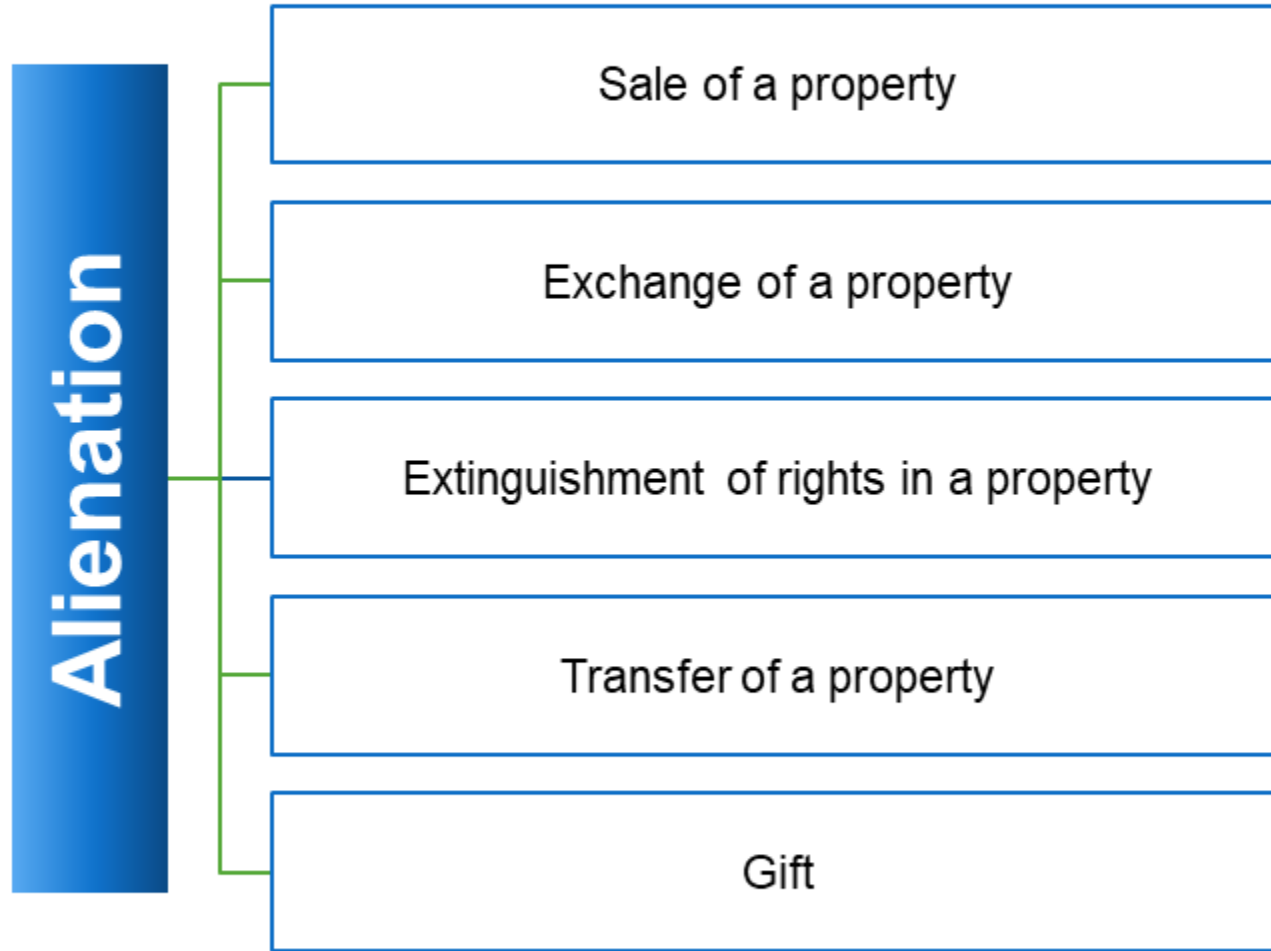 Alienation
Sale of a property
Exchange of a property
Extinguishment of rights in a property
Transfer of a property
Gift